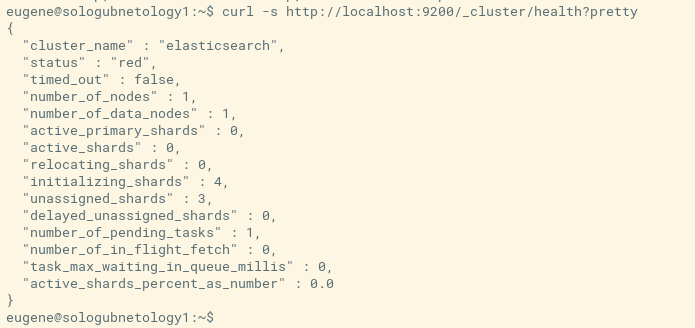 eugene@sologubnetology1:~$ curl -s http://localhost:9200/_cluster/health?pretty
{
  "cluster_name" : "elasticsearch",
  "status" : "red",
  "timed_out" : false,
  "number_of_nodes" : 1,
  "number_of_data_nodes" : 1,
  "active_primary_shards" : 0,
  "active_shards" : 0,
  "relocating_shards" : 0,
  "initializing_shards" : 4,
  "unassigned_shards" : 3,
  "delayed_unassigned_shards" : 0,
  "number_of_pending_tasks" : 1,
  "number_of_in_flight_fetch" : 0,
  "task_max_waiting_in_queue_millis" : 0,
  "active_shards_percent_as_number" : 0.0
}
eugene@sologubnetology1:~$